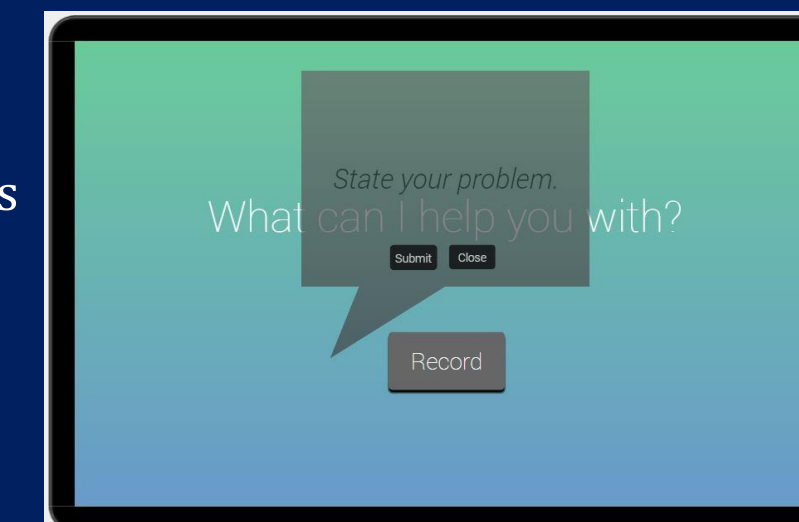 s
State your problem.
What can I help you with?
Submit Close
Record